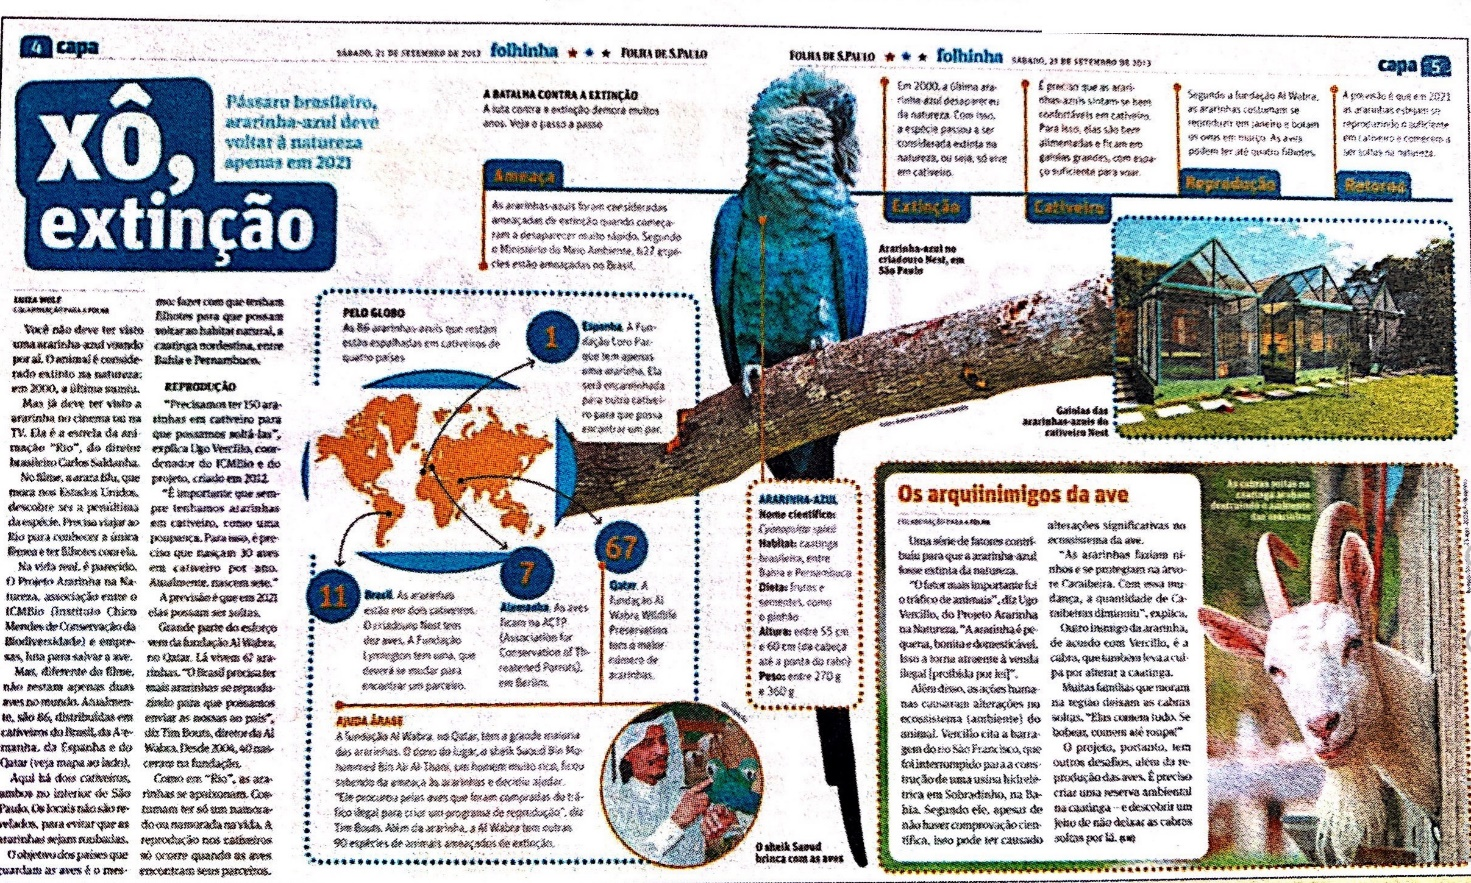 4 capa
SÁBADO, 21 DE SETEMBRO DE 2013 folhinha ★ ★ ★ FOLHA DE S.PAULO
xô,
extinção
Pássaro brasileiro,
ararinha-azul deve
voltar à natureza
apenas em 2021
LUIZA WOLF
COLABORAÇÃO PARA A FOLHA
Você não deve ter visto
uma ararinha-azul voando
por aí. O animal é conside-
rado extinto na natureza:
em 2000, a última sumiu.
Mas já deve ter visto a
ararinha no cinema ou na
TV. Ela é a estrela da ani-
mação "Rio", do diretor
brasileiro Carlos Saldanha.
No filme, a arara Blu, que
mora nos Estados Unidos,
descobre ser a penúltima
da espécie. Precisa viajar ao
Rio para conhecer a única
fêmea e ter filhotes com ela.
Na vida real, é parecido.
O Projeto Ararinha na Na-
tureza, associação entre o
ICMBio (Instituto Chico
Mendes de Conservação da
Biodiversidade) e empre-
sas, luta para salvar a ave.
Mas, diferente do filme,
não restam apenas duas
aves no mundo. Atualmen-
te, são 86, distribuídas em
cativeiros do Brasil, da Ale-
manha, da Espanha e do
Qatar (veja mapa ao lado).
Aqui há dois cativeiros,
ambos no interior de São
Paulo. Os locais não são re-
velados, para evitar que as
ararinhas sejam roubadas.
O objetivo dos países que
guardam as aves é o mes-
mo: fazer com que tenham
filhotes para que possam
voltar ao habitat natural, a
caatinga nordestina, entre
Bahia e Pernambuco.
REPRODUÇÃO
"Precisamos ter 150 ara-
rinhas em cativeiro para
que possamos soltá-las",
explica Ugo Vercillo, coor-
denador do ICMBio e do
projeto, criado em 2012.
"É importante que sem-
pre tenhamos ararinhas
em cativeiro, como uma
poupança. Para isso, é pre-
ciso que nasçam 30 aves
em cativeiro por ano.
Atualmente, nascem sete."
A previsão é que em 2021
elas possam ser soltas.
Grande parte do esforço
vem da fundação Al Wabra,
no Qatar. Lá vivem 67 ara-
rinhas. "O Brasil precisa ter
mais ararinhas se reprodu-
zindo para que possamos
enviar as nossas ao país",
diz Tim Bouts, diretor da Al
Wabra. Desde 2004, 40 nas-
ceram na fundação.
Como em "Rio", as ara-
rinhas se apaixonam. Cos-
tumam ter só um namora-
do ou namorada na vida. A
reprodução nos cativeiros
só ocorre quando as aves
encontram seus parceiros.
A BATALHA CONTRA A EXTINÇÃO
A luta contra a extinção demora muitos
anos. Veja o passo a passo
Ameaça
As ararinhas-azuis foram consideradas
ameaçadas de extinção quando começa-
ram a desaparecer muito rápido. Segundo
o Ministério do Meio Ambiente, 627 espé-
cies estão ameaçadas no Brasil.
PELO GLOBO
As 86 ararinhas-azuis que restam
estão espalhadas em cativeiros de
quatro países
1
Espanha. A Fun-
dação Loro Par-
que tem apenas
uma ararinha. Ela
será encaminhada
para outro cativei-
ro para que possa
encontrar um par.
11
Brasil. As ararinhas
estão em dois cativeiros.
O criadouro Nest tem
dez aves. A Fundação
Lymington tem uma, que
deverá se mudar para
encontrar um parceiro.
7
Alemanha. As aves
ficam na ACTP
(Association for
Conservation of Th-
reatened Parrots),
em Berlim.
67
Qatar. A
fundação Al
Wabra Wildlife
Preservation
tem o maior
número de
ararinhas.
AJUDA ÁRABE
A fundação Al Wabra, no Qatar, tem a grande maioria
das ararinhas. O dono do lugar, o sheik Saoud Bin Mo-
hammed Bin Ali Al-Thani, um homem muito rico, ficou
sabendo da ameaça às ararinhas e decidiu ajudar.
"Ele procurou pelas aves que foram compradas do trá-
fico ilegal para criar um programa de reprodução", diz
Tim Bouts. Além da ararinha, a Al Wabra tem outras
90 espécies de animais ameaçados de extinção.
O sheik Saoud
brinca com as aves
FOLHA DE S.PAULO ★ ★ ★ folhinha SÁBADO, 21 DE SETEMBRO DE 2013
capa 5
Em 2000, a última ara-
rinha-azul desapareceu
da natureza. Com isso,
a espécie passou a ser
considerada extinta na
natureza, ou seja, só vive
em cativeiro.
Extinção
É preciso que as arari-
nhas-azuis sintam-se bem
confortáveis em cativeiro.
Para isso, elas são bem
alimentadas e ficam em
gaiolas grandes, com espa-
ço suficiente para voar.
Cativeiro
Segundo a fundação Al Wabra,
as ararinhas costumam se
reproduzir em janeiro e botam
os ovos em março. As aves
podem ter até quatro filhotes.
Reprodução
A previsão é que em 2021
as ararinhas estejam se
reproduzindo o suficiente
em cativeiro e comecem a
ser soltas na natureza.
Retorno
Ararinha-azul no
criadouro Nest, em
São Paulo
Gaiolas das
ararinhas-azuis do
cativeiro Nest
ARARINHA-AZUL
Nome científico:
Cyanopsitta spixii
Habitat: caatinga
brasileira, entre
Bahia e Pernambuco
Dieta: frutos e
sementes, como
o pinhão
Altura: entre 55 cm
e 60 cm (da cabeça
até a ponta do rabo)
Peso: entre 270 g
e 360 g
Os arquiinimigos da ave
COLABORAÇÃO PARA A FOLHA
Uma série de fatores contri-
buiu para que a ararinha-azul
fosse extinta da natureza.
"O fator mais importante foi
o tráfico de animais", diz Ugo
Vercillo, do Projeto Ararinha
na Natureza. "A ararinha é pe-
quena, bonita e domesticável.
Isso a torna atraente à venda
ilegal [proibida por lei]".
Além disso, as ações huma-
nas causaram alterações no
ecossistema (ambiente) do
animal. Vercillo cita a barra-
gem do rio São Francisco, que
foi interrompido para a cons-
trução de uma usina hidrelé-
trica em Sobradinho, na Ba-
hia. Segundo ele, apesar de
não haver comprovação cien-
tífica, isso pode ter causado
alterações significativas no
ecossistema da ave.
"As ararinhas faziam ni-
nhos e se protegiam na árvo-
re Caraibeira. Com essa mu-
dança, a quantidade de Ca-
raibeiras diminuiu", explica.
Outro inimigo da ararinha,
de acordo com Vercillo, é a
cabra, que também leva a cul-
pa por alterar a caatinga.
Muitas famílias que moram
na região deixam as cabras
soltas. "Elas comem tudo. Se
bobear, comem até roupa!"
O projeto, portanto, tem
outros desafios, além da re-
produção das aves. É preciso
criar uma reserva ambiental
na caatinga —e descobrir um
jeito de não deixar as cabras
soltas por lá.